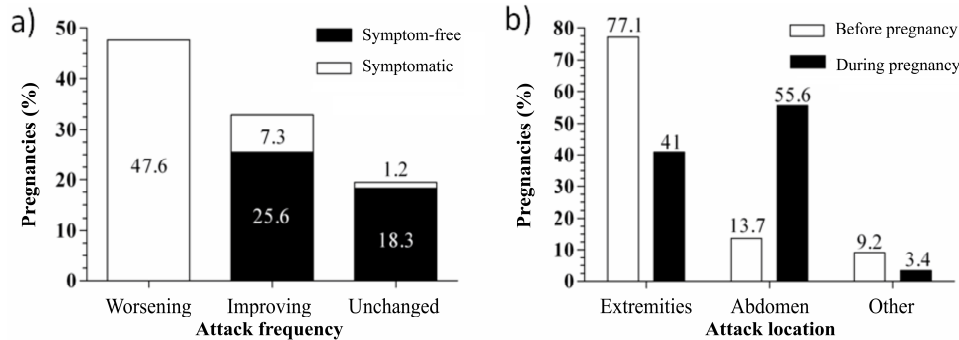 a)
Pregnancies (%)
50
40
30
20
10
0
Symptom-free
Symptomatic
47.6
7.3
25.6
1.2
18.3
Worsening Improving Unchanged
Attack frequency
b)
Pregnancies (%)
80
70
60
50
40
30
20
10
0
Before pregnancy
During pregnancy
77.1
41
13.7
55.6
9.2
3.4
Extremities Abdomen Other
Attack location